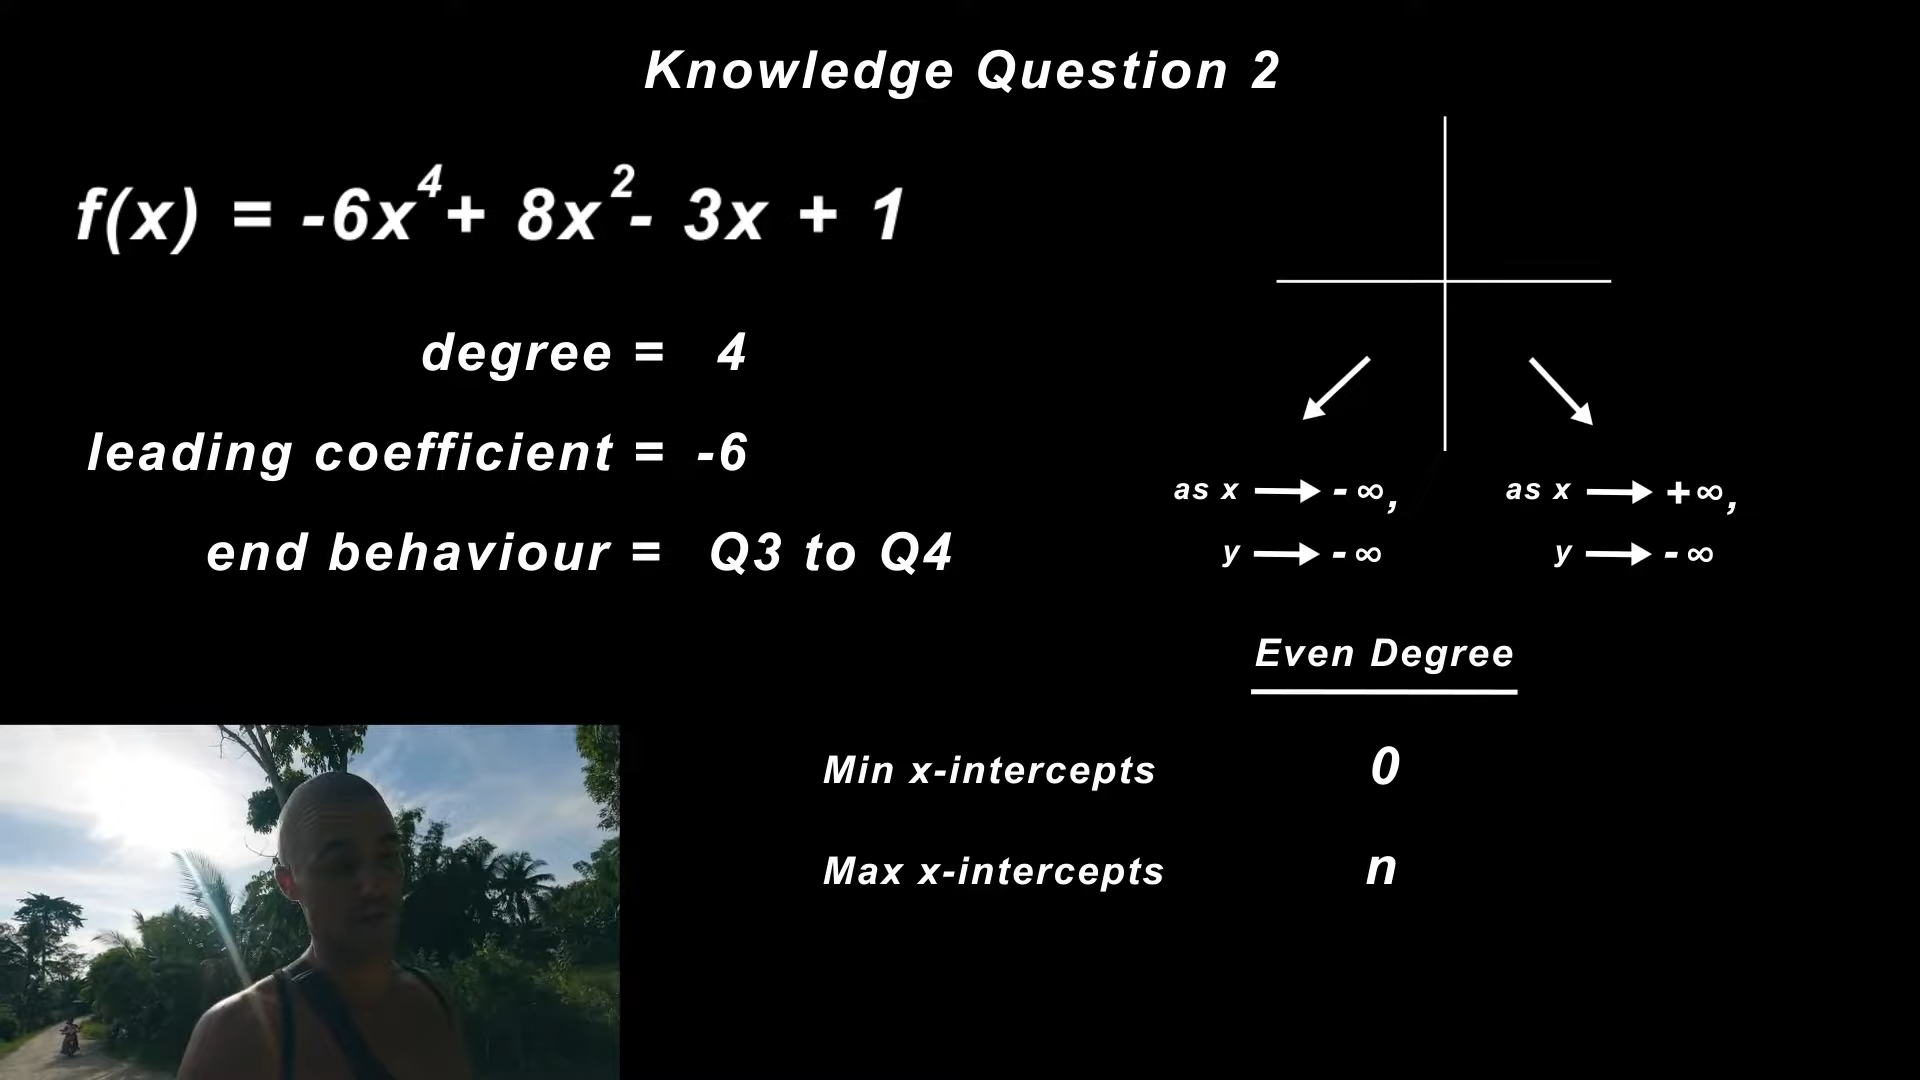 Knowledge Question 2
f(x) = -6x⁴ + 8x² - 3x + 1
degree = 4
leading coefficient = -6
end behaviour = Q3 to Q4
as x → -∞,
y → -∞
as x → +∞,
y → -∞
Even Degree
Min x-intercepts 0
Max x-intercepts n